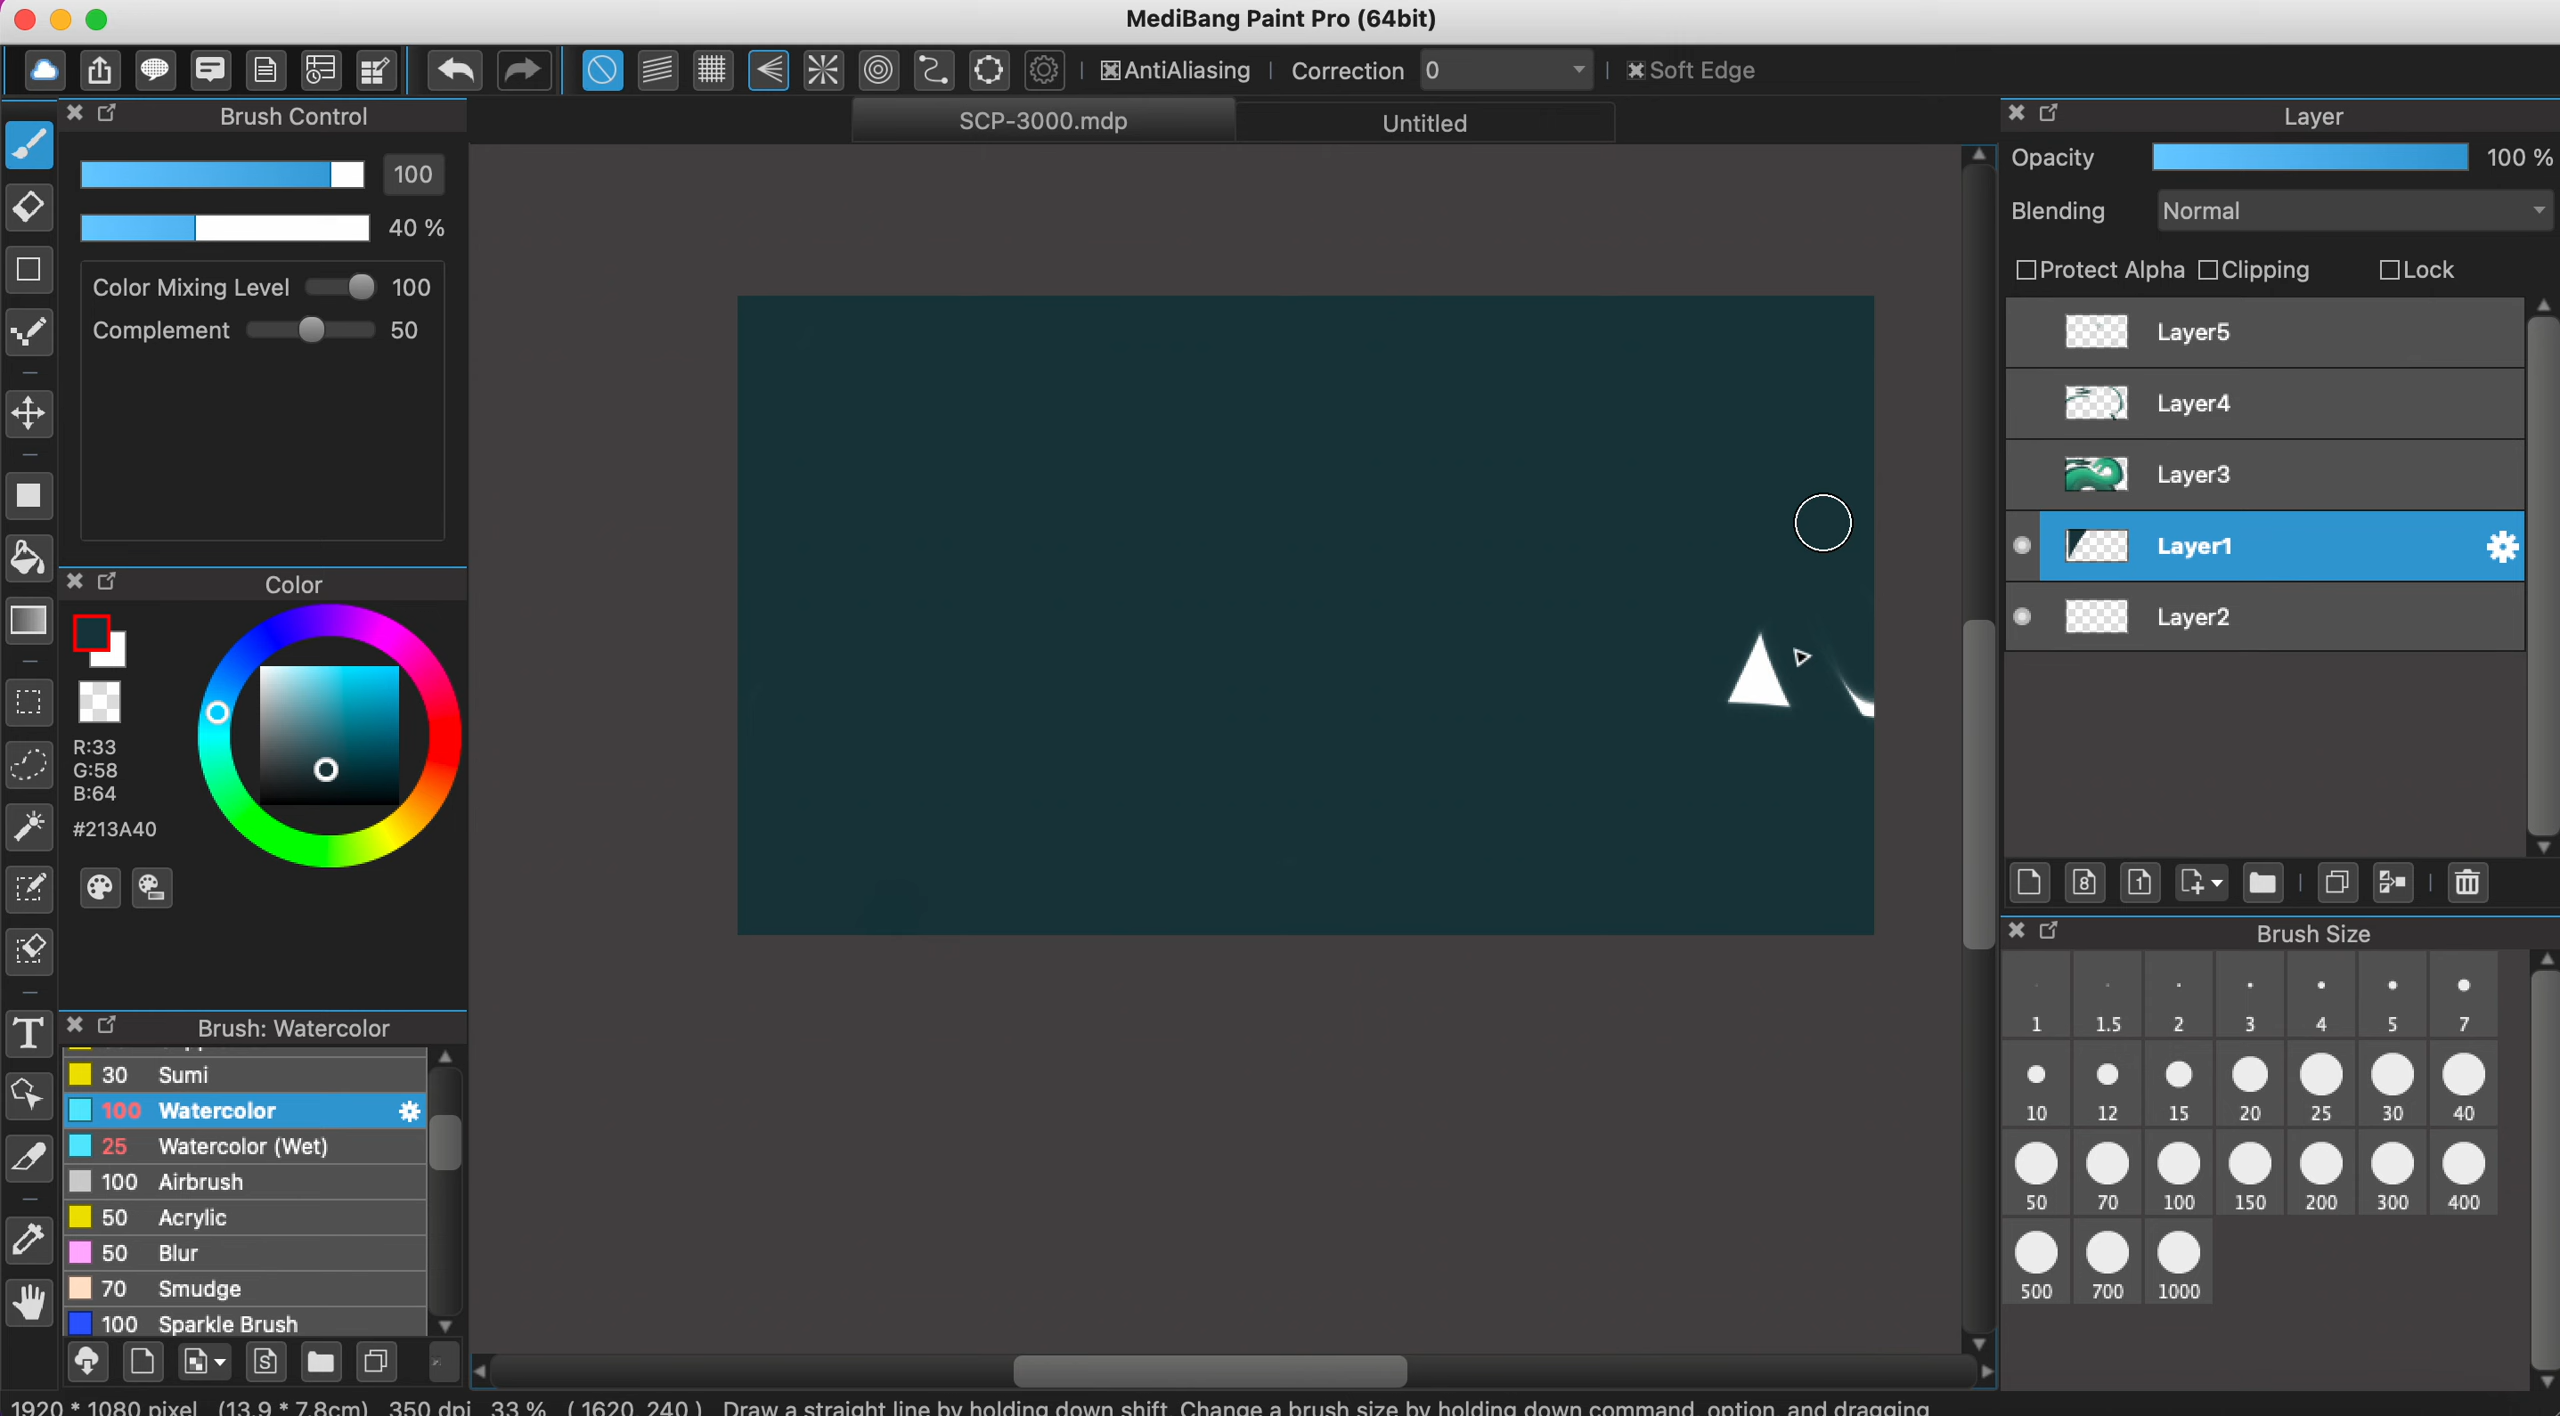 MediBang Paint Pro (64bit)
AntiAliasing
Correction 0
Soft Edge
Brush Control
SCP-3000.mdp
Untitled
Layer
100
40 %
Color Mixing Level 100
Complement 50
Opacity 100 %
Blending Normal
Protect Alpha Clipping Lock
Layer5
Layer4
Layer3
Layer1
Layer2
Color
R:33
G:58
B:64
#213A40
8 1
Brush Size
1 1.5 2 3 4 5 7
10 12 15 20 25 30 40
50 70 100 150 200 300 400
500 700 1000
Brush: Watercolor
30 Sumi
100 Watercolor
25 Watercolor (Wet)
100 Airbrush
50 Acrylic
50 Blur
70 Smudge
100 Sparkle Brush
S
T
1920 * 1080 pixel (13.9 * 7.8cm) 350 dpi 33 % ( 1620, 240 ) Draw a straight line by holding down shift, Change a brush size by holding down command, option, and dragging